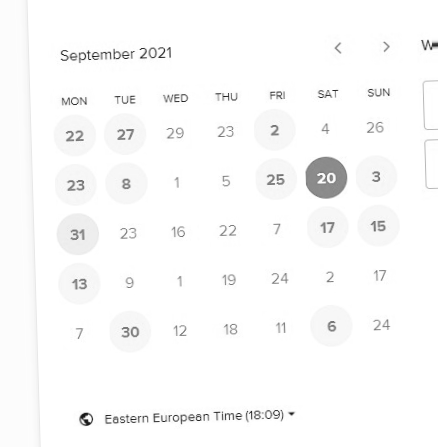 September 2021
MON TUE WED THU FRI SAT SUN
22 27 29 23 2 4 26
23 8 1 5 25 20 3
31 23 16 22 7 17 15
13 9 1 19 24 2 17
7 30 12 18 11 6 24
Eastern European Time (18:09)